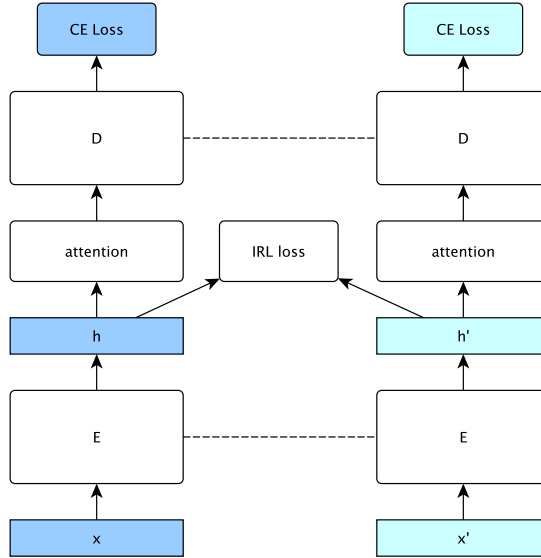 CE Loss
CE Loss
D
D
attention
IRL loss
attention
h
h'
E
E
x
x'